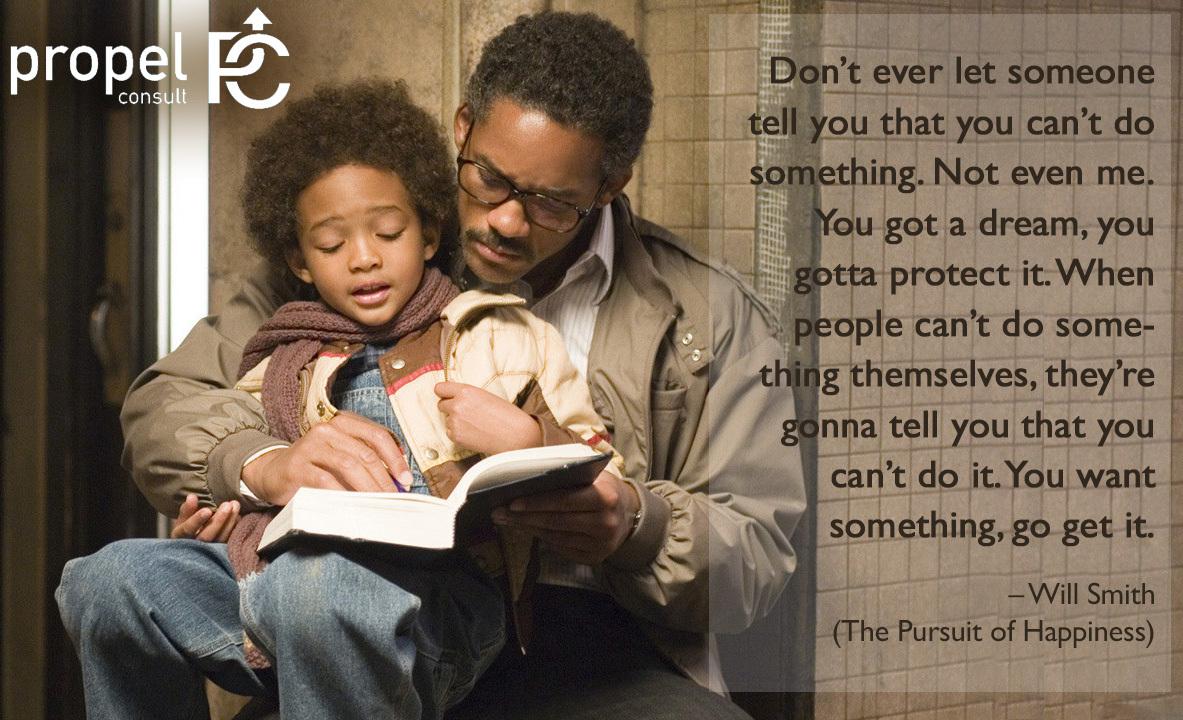 propel
consult
PC
Don't ever let someone
tell you that you can't do
something. Not even me.
You got a dream, you
gotta protect it. When
people can't do some-
thing themselves, they're
gonna tell you that you
can't do it. You want
something, go get it.
– Will Smith
(The Pursuit of Happiness)